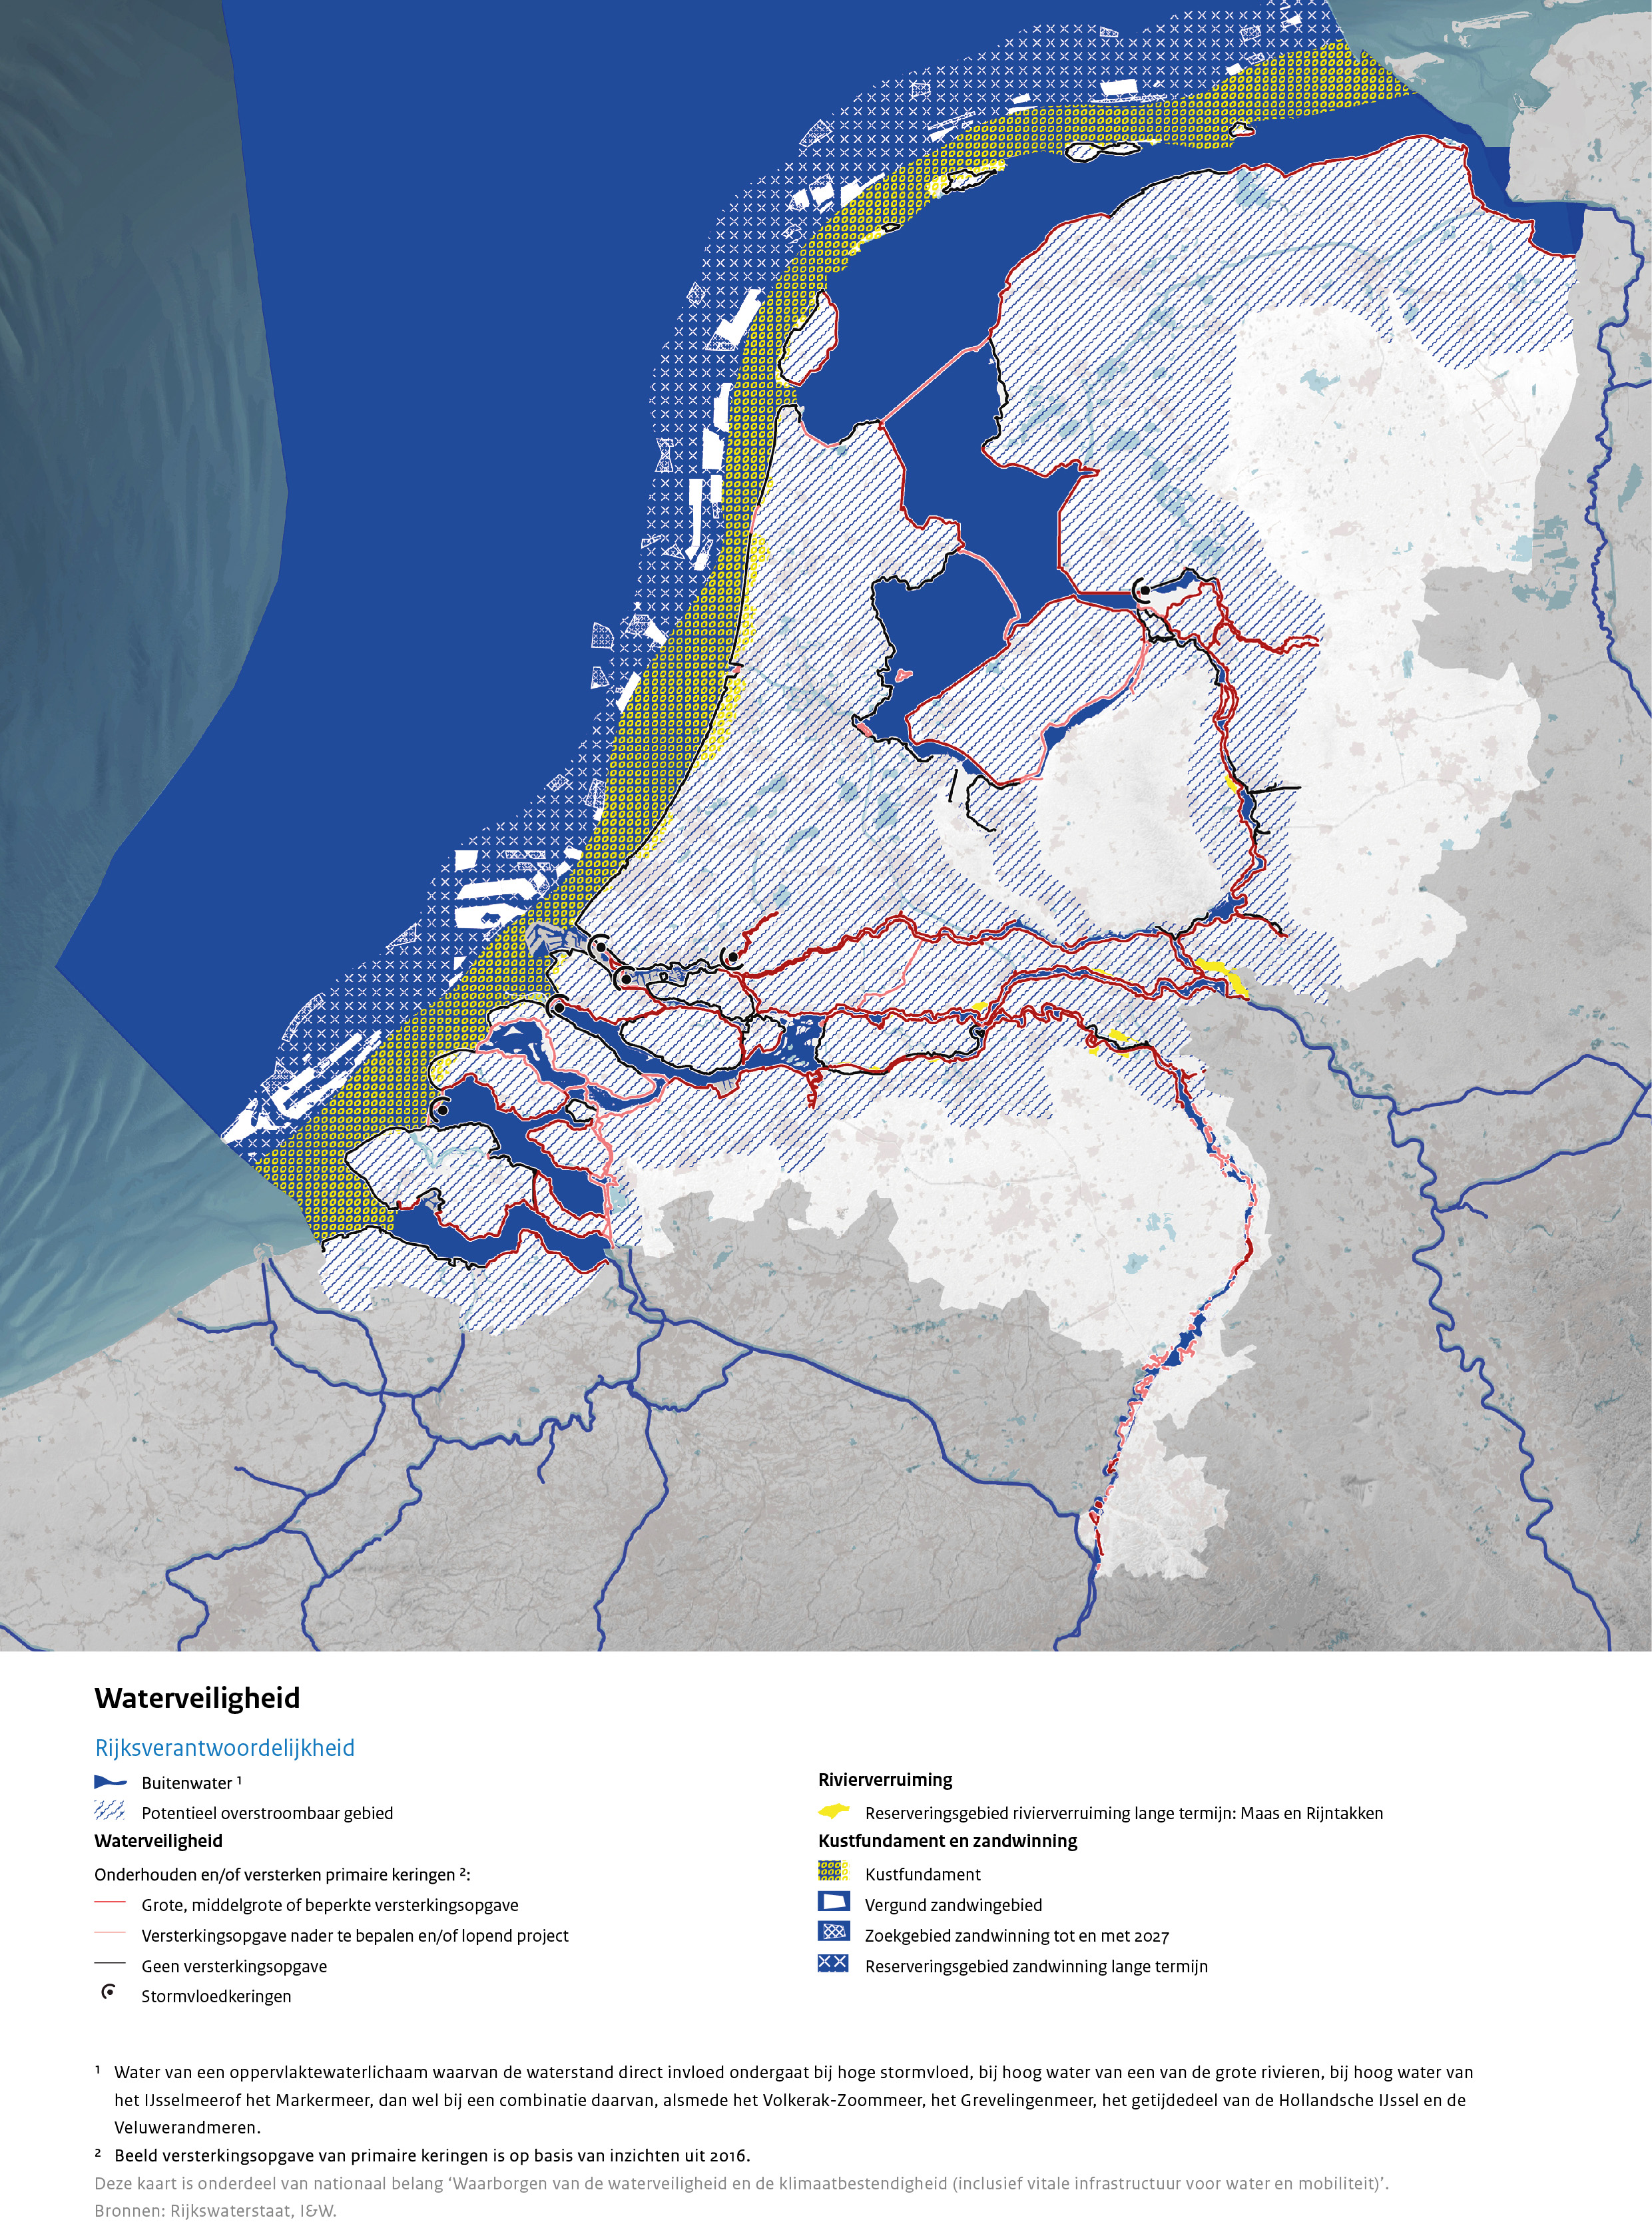 Waterveiligheid
Rijksverantwoordelijkheid
Buitenwater ¹
Potentieel overstroombaar gebied
Waterveiligheid
Onderhouden en/of versterken primaire keringen ²:
Grote, middelgrote of beperkte versterkingsopgave
Versterkingsopgave nader te bepalen en/of lopend project
Geen versterkingsopgave
Stormvloedkeringen
Rivierverruiming
Reserveringsgebied rivierverruiming lange termijn: Maas en Rijntakken
Kustfundament en zandwinning
Kustfundament
Vergund zandwingebied
Zoekgebied zandwinning tot en met 2027
Reserveringsgebied zandwinning lange termijn
¹ Water van een oppervlaktewaterlichaam waarvan de waterstand direct invloed ondergaat bij hoge stormvloed, bij hoog water van een van de grote rivieren, bij hoog water van
het IJsselmeerof het Markermeer, dan wel bij een combinatie daarvan, alsmede het Volkerak-Zoommeer, het Grevelingenmeer, het getijdedeel van de Hollandsche IJssel en de
Veluwerandmeren.
² Beeld versterkingsopgave van primaire keringen is op basis van inzichten uit 2016.
Deze kaart is onderdeel van nationaal belang ‘Waarborgen van de waterveiligheid en de klimaatbestendigheid (inclusief vitale infrastructuur voor water en mobiliteit)’.
Bronnen: Rijkswaterstaat, I&W.